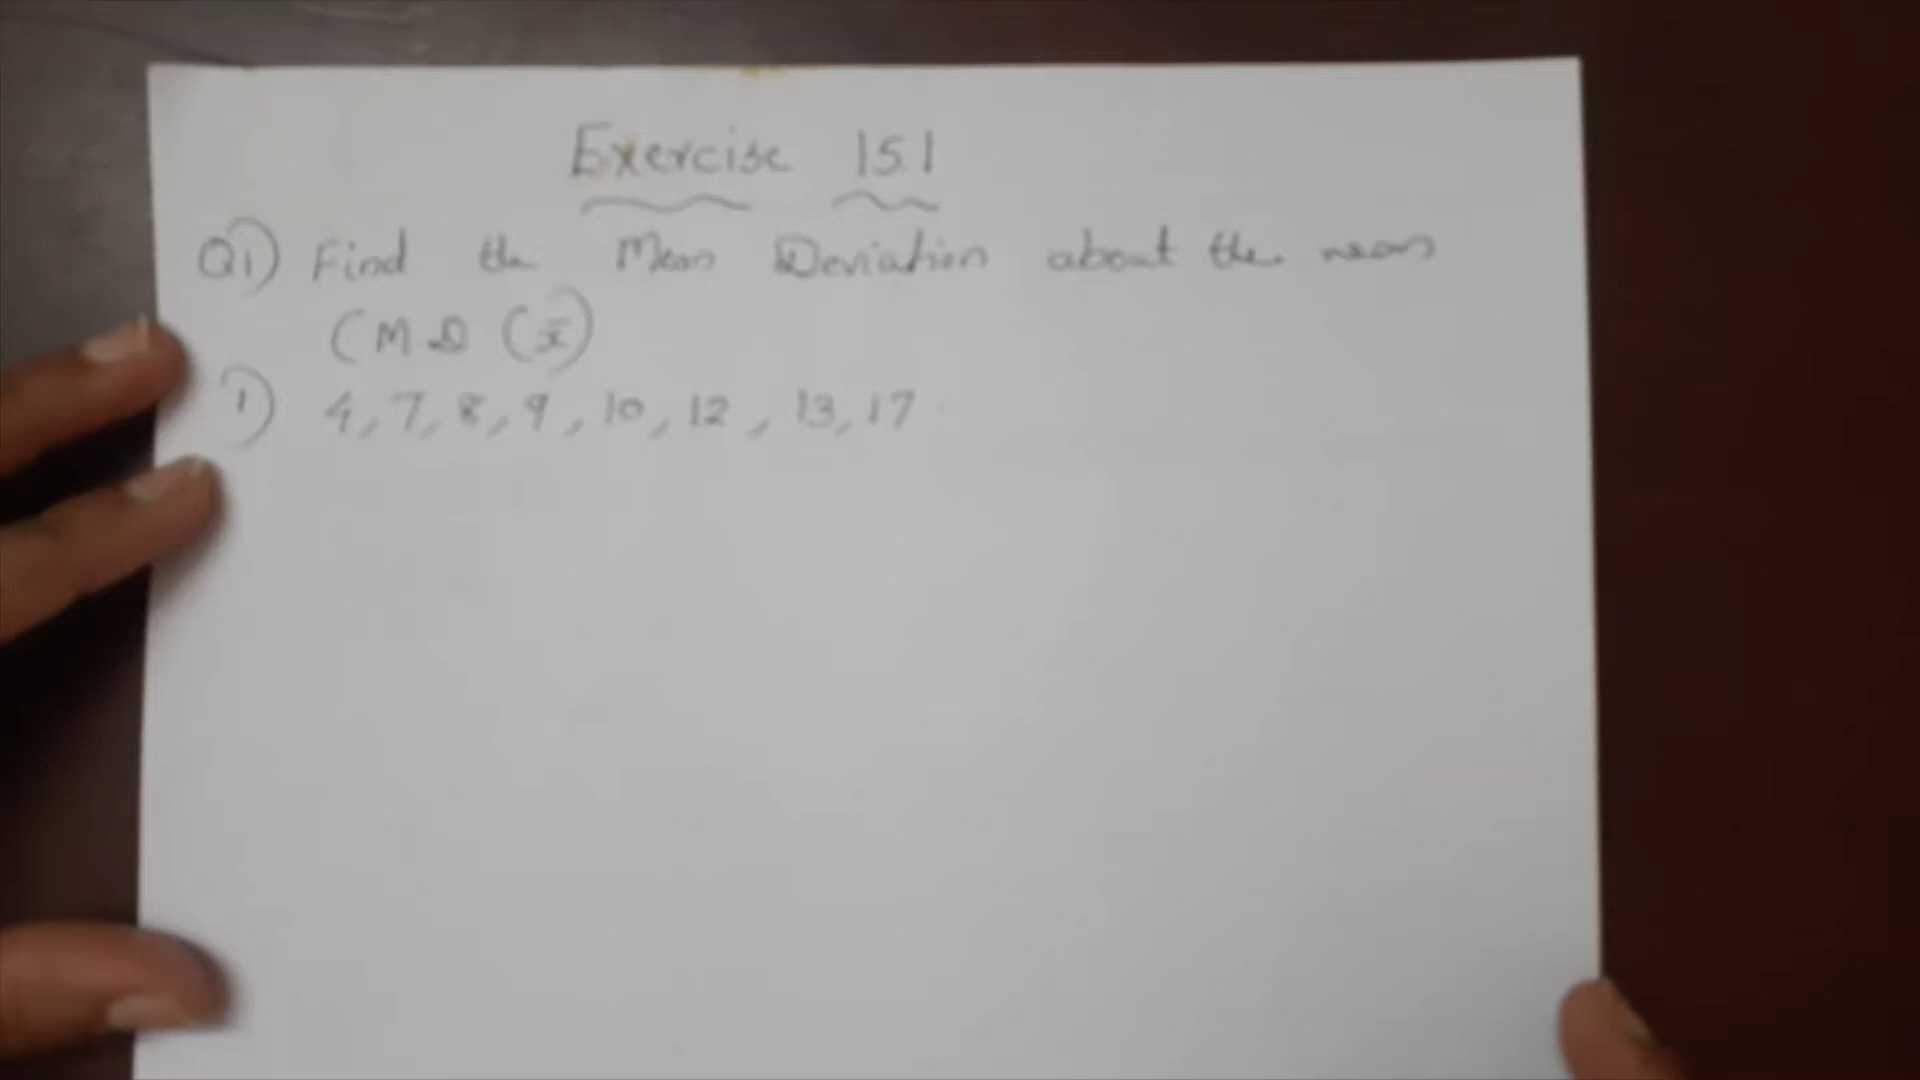 Exercise 15.1
Q1) Find the Mean Deviation about the mean
(MD (x̄)
1) 4, 7, 8, 9, 10, 12, 13, 17